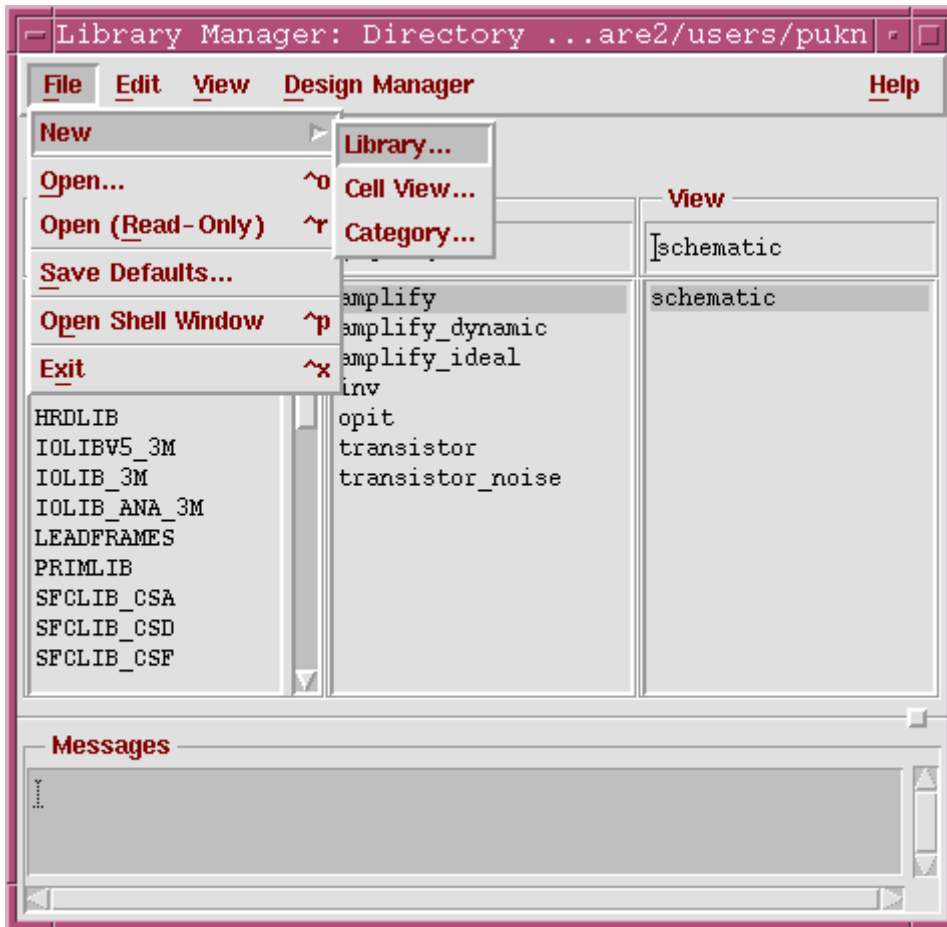 Library Manager: Directory ...are2/users/pukn
File Edit View Design Manager Help
New
Open... ^o
Open (Read-Only) ^r
Save Defaults...
Open Shell Window ^p
Exit ^x
Library...
Cell View...
Category...
View
schematic
HRDLIB
IOLIBV5_3M
IOLIB_3M
IOLIB_ANA_3M
LEADFRAMES
PRIMLIB
SFCLIB_CSA
SFCLIB_CSD
SFCLIB_CSF
amplify
amplify_dynamic
amplify_ideal
inv
opit
transistor
transistor_noise
schematic
Messages